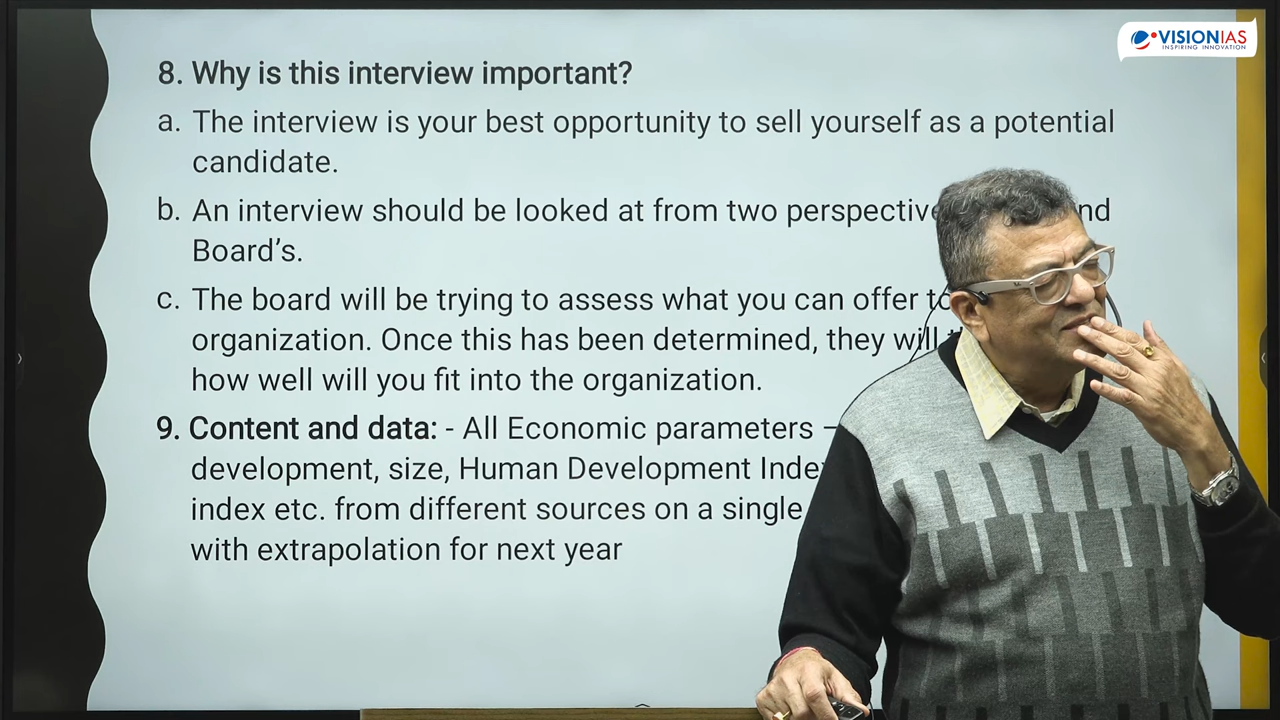 VISIONIAS
INSPIRING INNOVATION
8. Why is this interview important?
a. The interview is your best opportunity to sell yourself as a potential
candidate.
b. An interview should be looked at from two
Board's.
c. The board will be trying to assess what you can offer
organization. Once this has been determined, they will
how well will you fit into the organization.
9. Content and data: - All Economic parameters –
development, size, Human Development
index etc. from different sources on a single
with extrapolation for next year